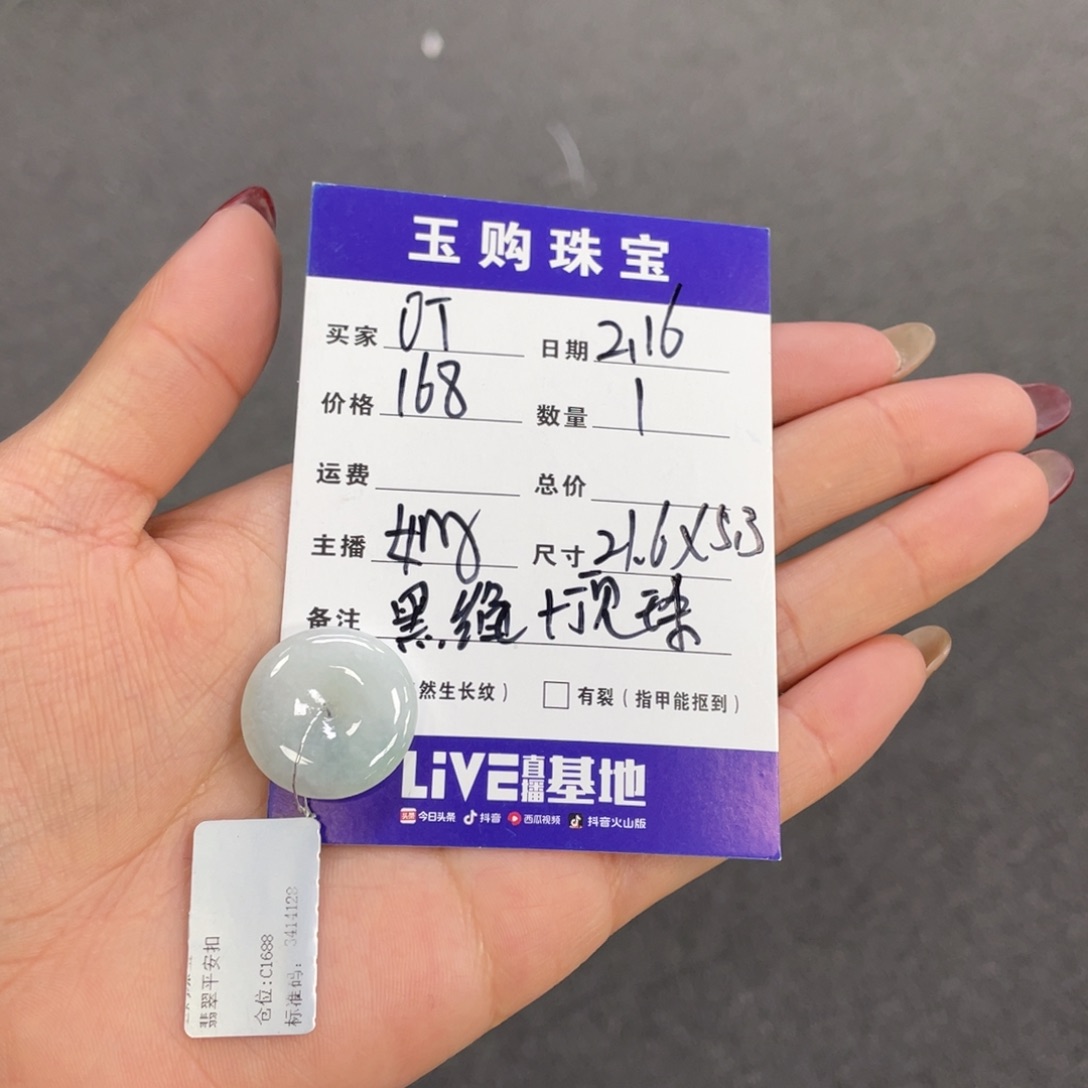 玉购珠宝
买家 OT 日期 2.16
价格 168 数量 1
运费 总价
主播 尺寸 21.6X5.3
备注 黑绳+顶珠
然生长纹） 有裂（指甲能抠到）
LiVE直播基地
头条 今日头条 抖音 西瓜视频 抖音火山版
翡翠平安扣
仓位:C1688
标准码: 3414129